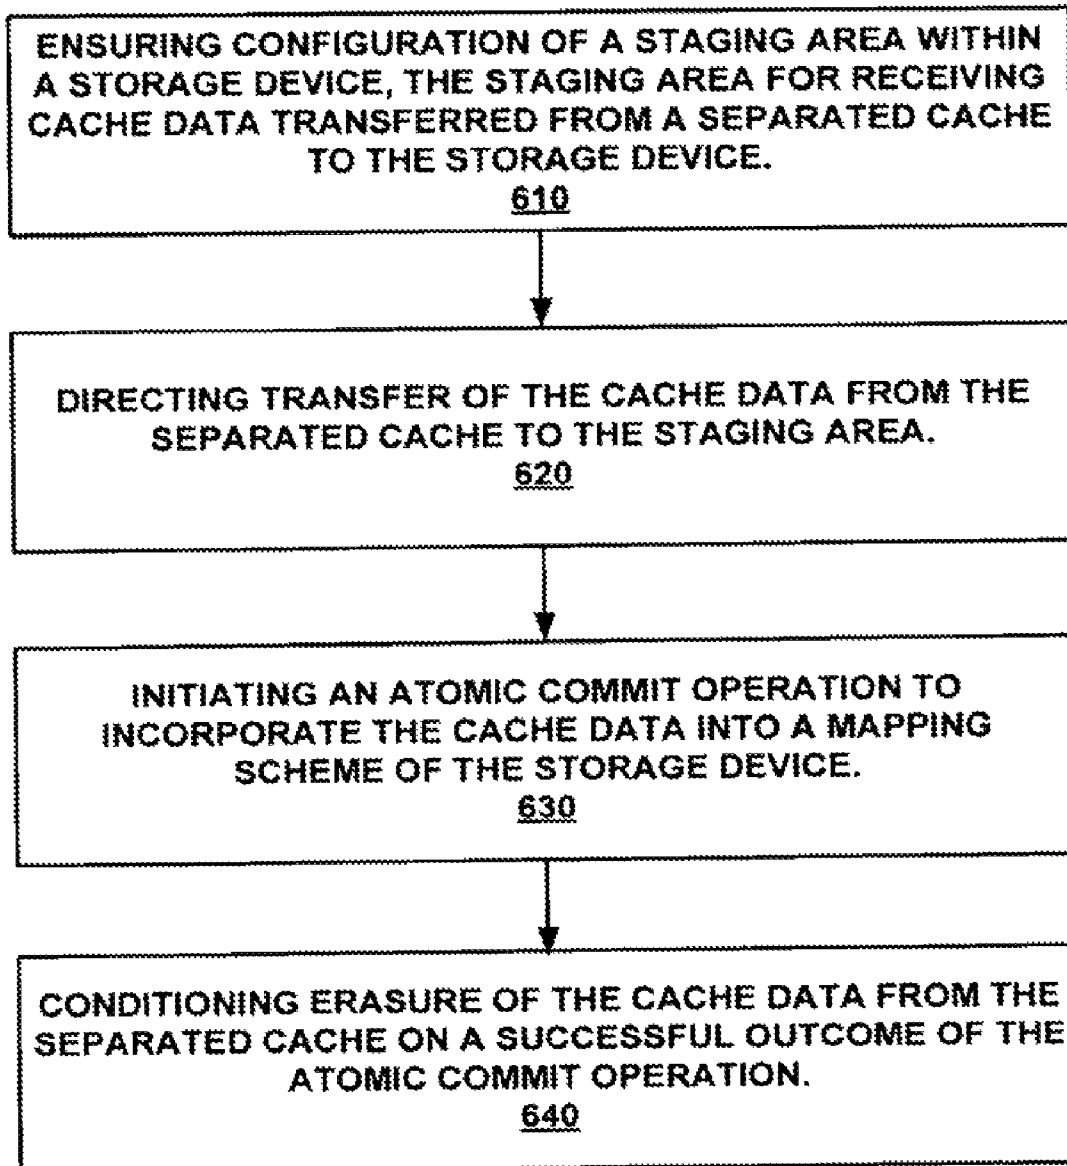 ENSURING CONFIGURATION OF A STAGING AREA WITHIN
A STORAGE DEVICE, THE STAGING AREA FOR RECEIVING
CACHE DATA TRANSFERRED FROM A SEPARATED CACHE
TO THE STORAGE DEVICE.
610
DIRECTING TRANSFER OF THE CACHE DATA FROM THE
SEPARATED CACHE TO THE STAGING AREA.
620
INITIATING AN ATOMIC COMMIT OPERATION TO
INCORPORATE THE CACHE DATA INTO A MAPPING
SCHEME OF THE STORAGE DEVICE.
630
CONDITIONING ERASURE OF THE CACHE DATA FROM THE
SEPARATED CACHE ON A SUCCESSFUL OUTCOME OF THE
ATOMIC COMMIT OPERATION.
640